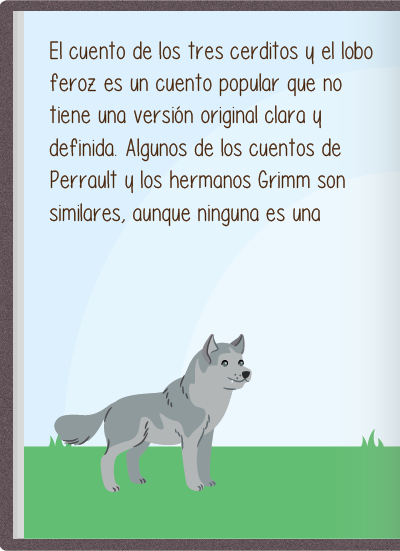 El cuento de los tres cerditos y el lobo
feroz es un cuento popular que no
tiene una versión original clara y
definida. Algunos de los cuentos de
Perrault y los hermanos Grimm son
similares, aunque ninguna es una